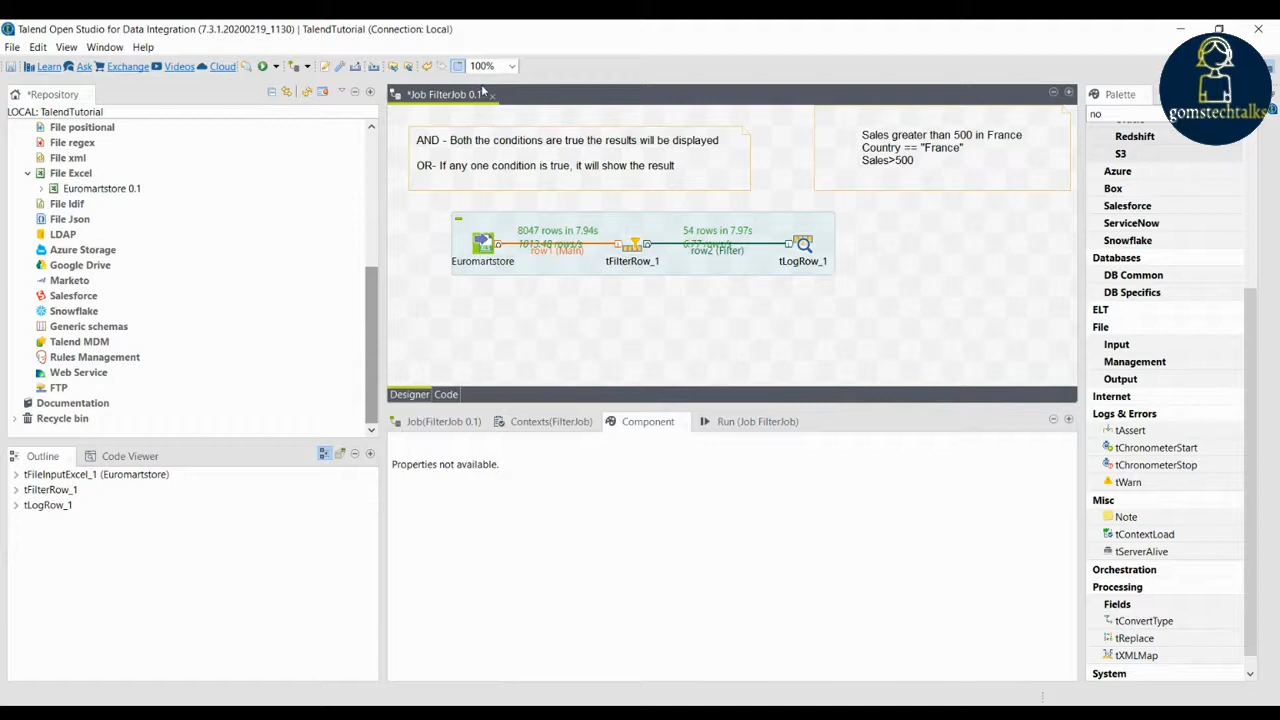 Talend Open Studio for Data Integration (7.3.1.20200219_1130) | TalendTutorial (Connection: Local)
File Edit View Window Help
Learn Ask Exchange Videos Cloud 100%
gomstechtalks
*Repository
LOCAL: TalendTutorial
File positional
File regex
File xml
File Excel
Euromartstore 0.1
File ldif
File Json
LDAP
Azure Storage
Google Drive
Marketo
Salesforce
Snowflake
Generic schemas
Talend MDM
Rules Management
Web Service
FTP
Documentation
Recycle bin
Outline Code Viewer
tFileInputExcel_1 (Euromartstore)
tFilterRow_1
tLogRow_1
*Job FilterJob 0.1
AND - Both the conditions are true the results will be displayed
OR- If any one condition is true, it will show the result
Sales greater than 500 in France
Country == "France"
Sales>500
8047 rows in 7.94s
1013.48 rows/s
row1 (Main)
54 rows in 7.97s
6.77 rows/s
row2 (Filter)
Euromartstore tFilterRow_1 tLogRow_1
Designer Code
Job(FilterJob 0.1) Contexts(FilterJob) Component Run (Job FilterJob)
Properties not available.
Palette
no
Redshift
S3
Azure
Box
Salesforce
ServiceNow
Snowflake
Databases
DB Common
DB Specifics
ELT
File
Input
Management
Output
Internet
Logs & Errors
tAssert
tChronometerStart
tChronometerStop
tWarn
Misc
Note
tContextLoad
tServerAlive
Orchestration
Processing
Fields
tConvertType
tReplace
tXMLMap
System